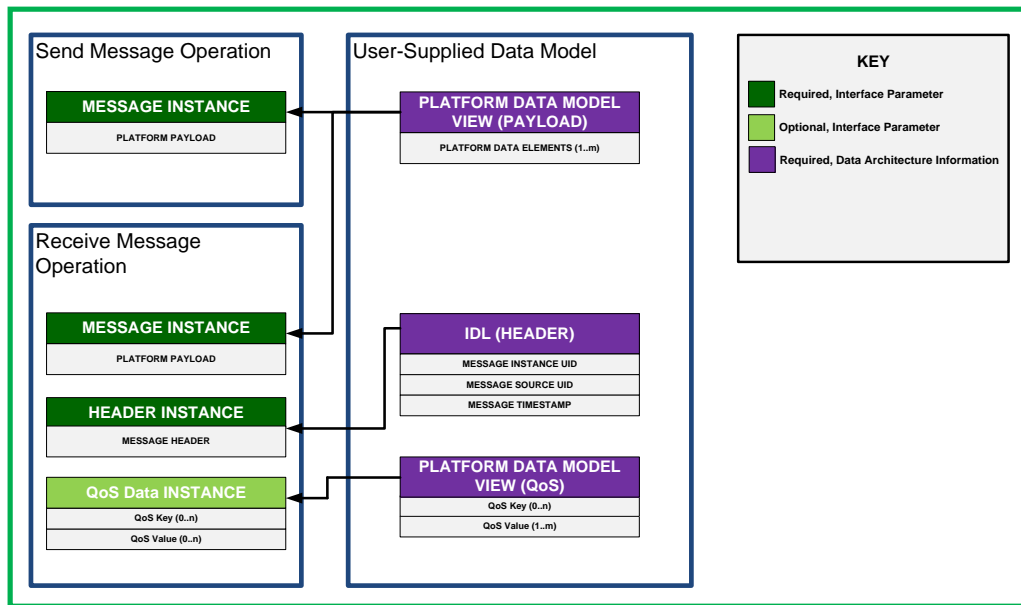 Send Message Operation
MESSAGE INSTANCE
PLATFORM PAYLOAD
Receive Message
Operation
MESSAGE INSTANCE
PLATFORM PAYLOAD
HEADER INSTANCE
MESSAGE HEADER
QoS Data INSTANCE
QoS Key (0..n)
QoS Value (0..n)
User-Supplied Data Model
PLATFORM DATA MODEL
VIEW (PAYLOAD)
PLATFORM DATA ELEMENTS (1..m)
IDL (HEADER)
MESSAGE INSTANCE UID
MESSAGE SOURCE UID
MESSAGE TIMESTAMP
PLATFORM DATA MODEL
VIEW (QoS)
QoS Key (0..n)
QoS Value (1..m)
KEY
Required, Interface Parameter
Optional, Interface Parameter
Required, Data Architecture Information